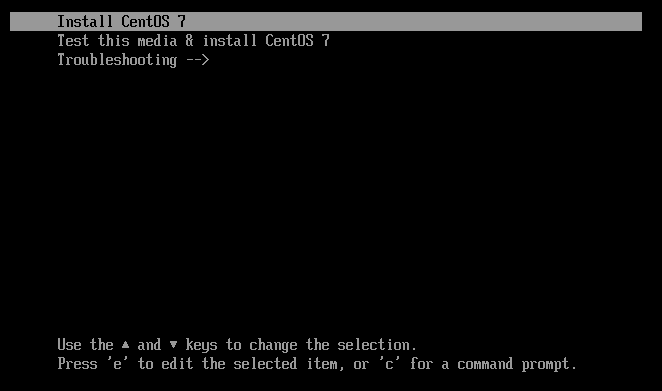 Install CentOS 7
Test this media & install CentOS 7
Troubleshooting -->
Use the ▲ and ▼ keys to change the selection.
Press 'e' to edit the selected item, or 'c' for a command prompt.